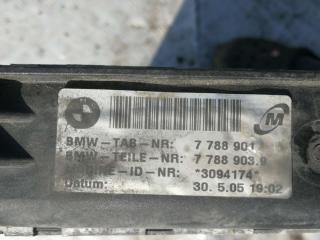 BMW
M
BMW-TAB-NR: 7 788 901
BMW-TEILE-NR: 7 788 903.9
-ID-NR: *3094174*
Datum: 30. 5.05 19:02